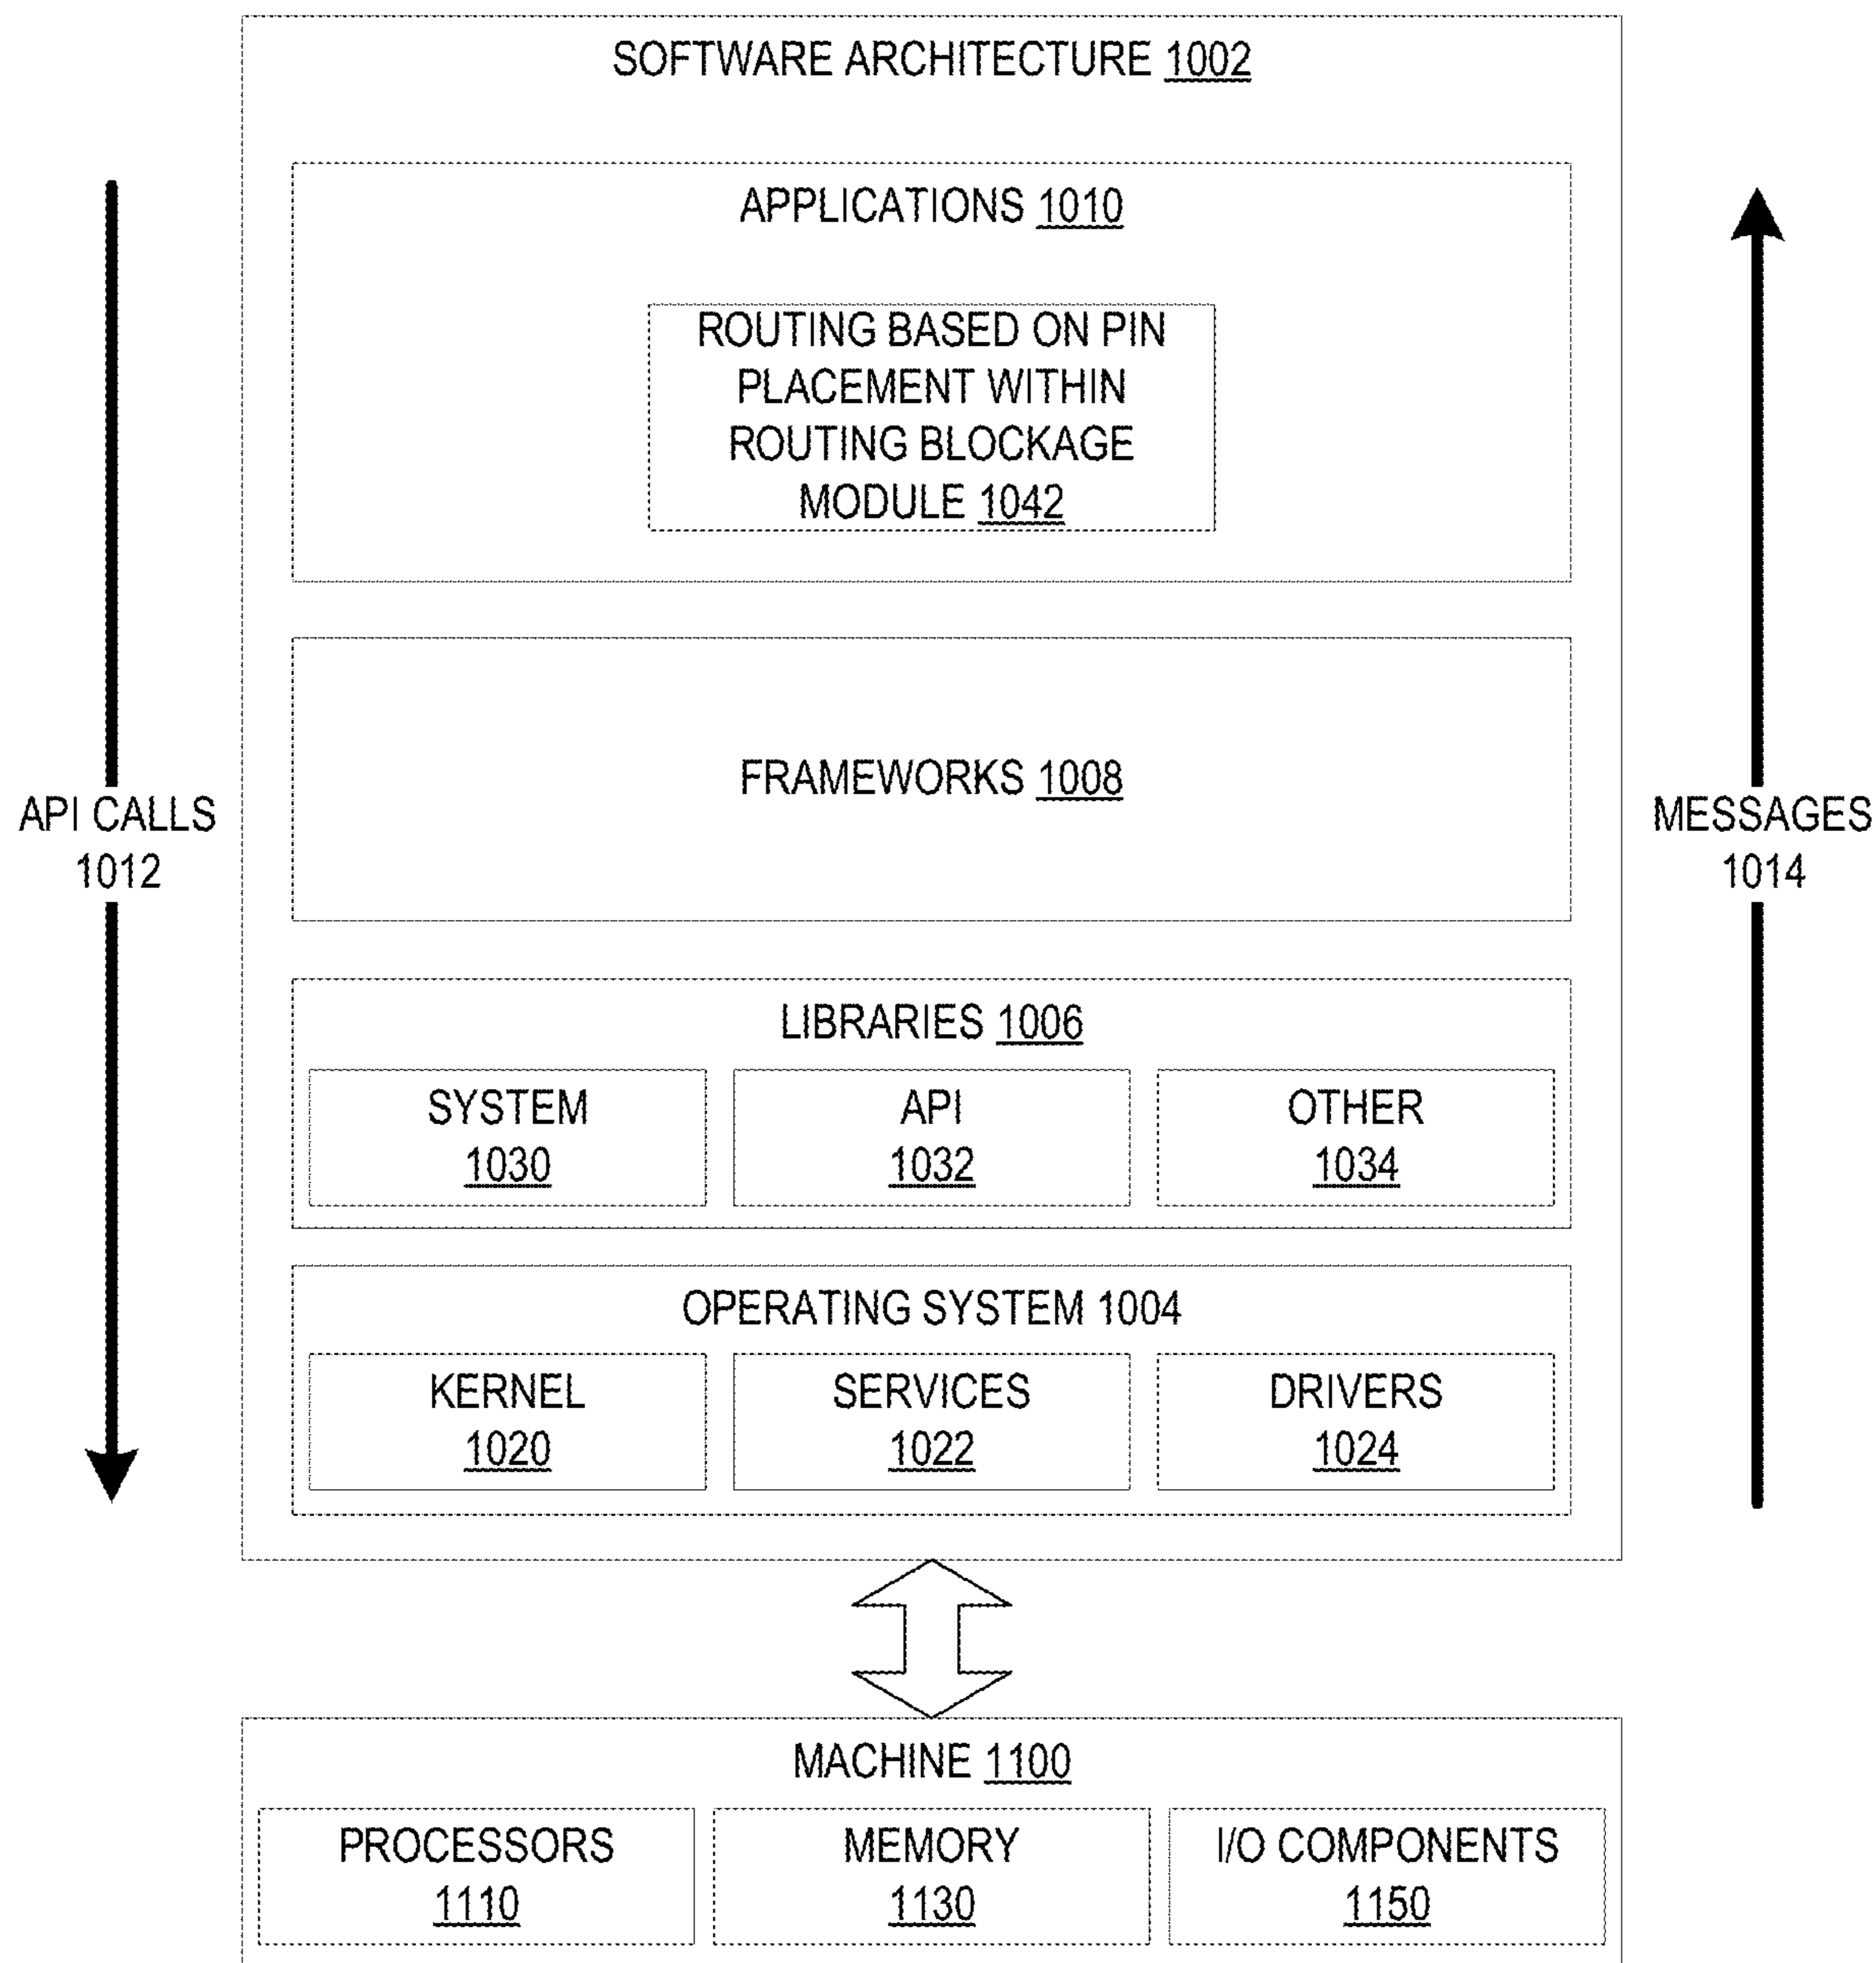 SOFTWARE ARCHITECTURE 1002
APPLICATIONS 1010
ROUTING BASED ON PIN
PLACEMENT WITHIN
ROUTING BLOCKAGE
MODULE 1042
FRAMEWORKS 1008
API CALLS
1012
MESSAGES
1014
LIBRARIES 1006
SYSTEM
1030
API
1032
OTHER
1034
OPERATING SYSTEM 1004
KERNEL
1020
SERVICES
1022
DRIVERS
1024
MACHINE 1100
PROCESSORS
1110
MEMORY
1130
I/O COMPONENTS
1150